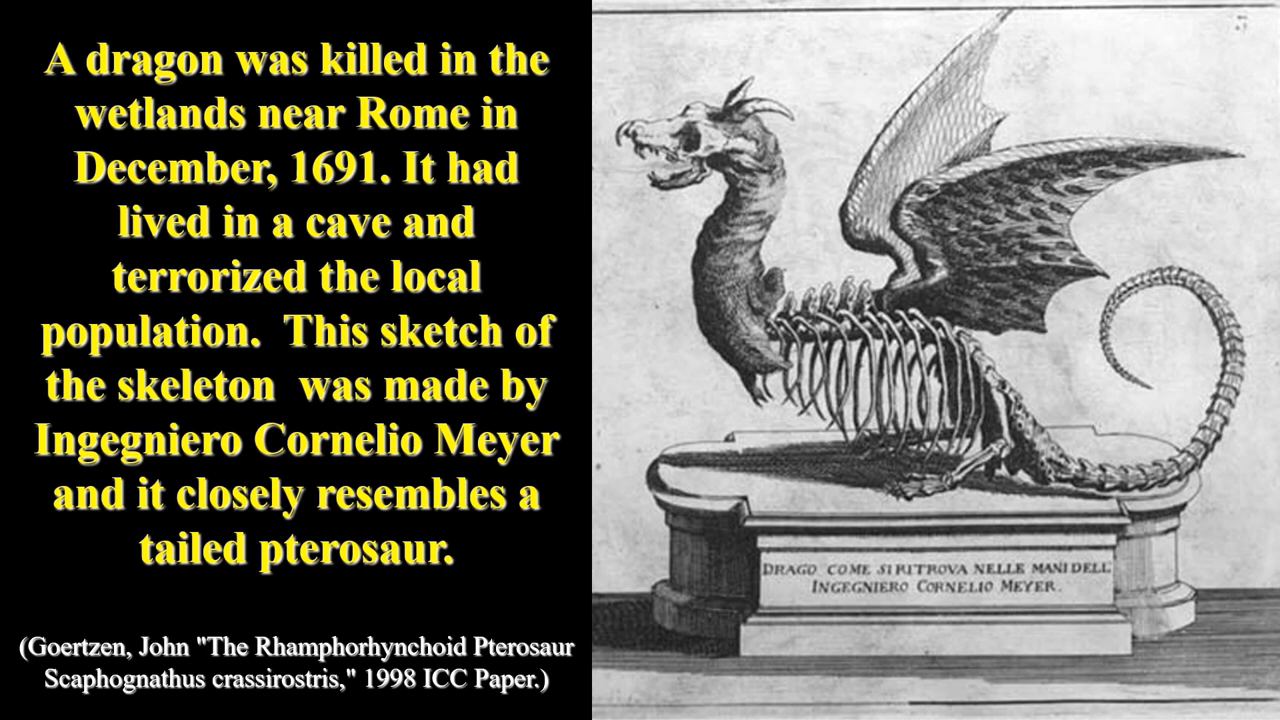 A dragon was killed in the
wetlands near Rome in
December, 1691. It had
lived in a cave and
terrorized the local
population.  This sketch of
the skeleton  was made by
Ingegniero Cornelio Meyer
and it closely resembles a
tailed pterosaur.
(Goertzen, John "The Rhamphorhynchoid Pterosaur
Scaphognathus crassirostris," 1998 ICC Paper.)
DRAGO COME SI RITROVA NELLE MANI DELL
INGEGNIERO CORNELIO MEYER.